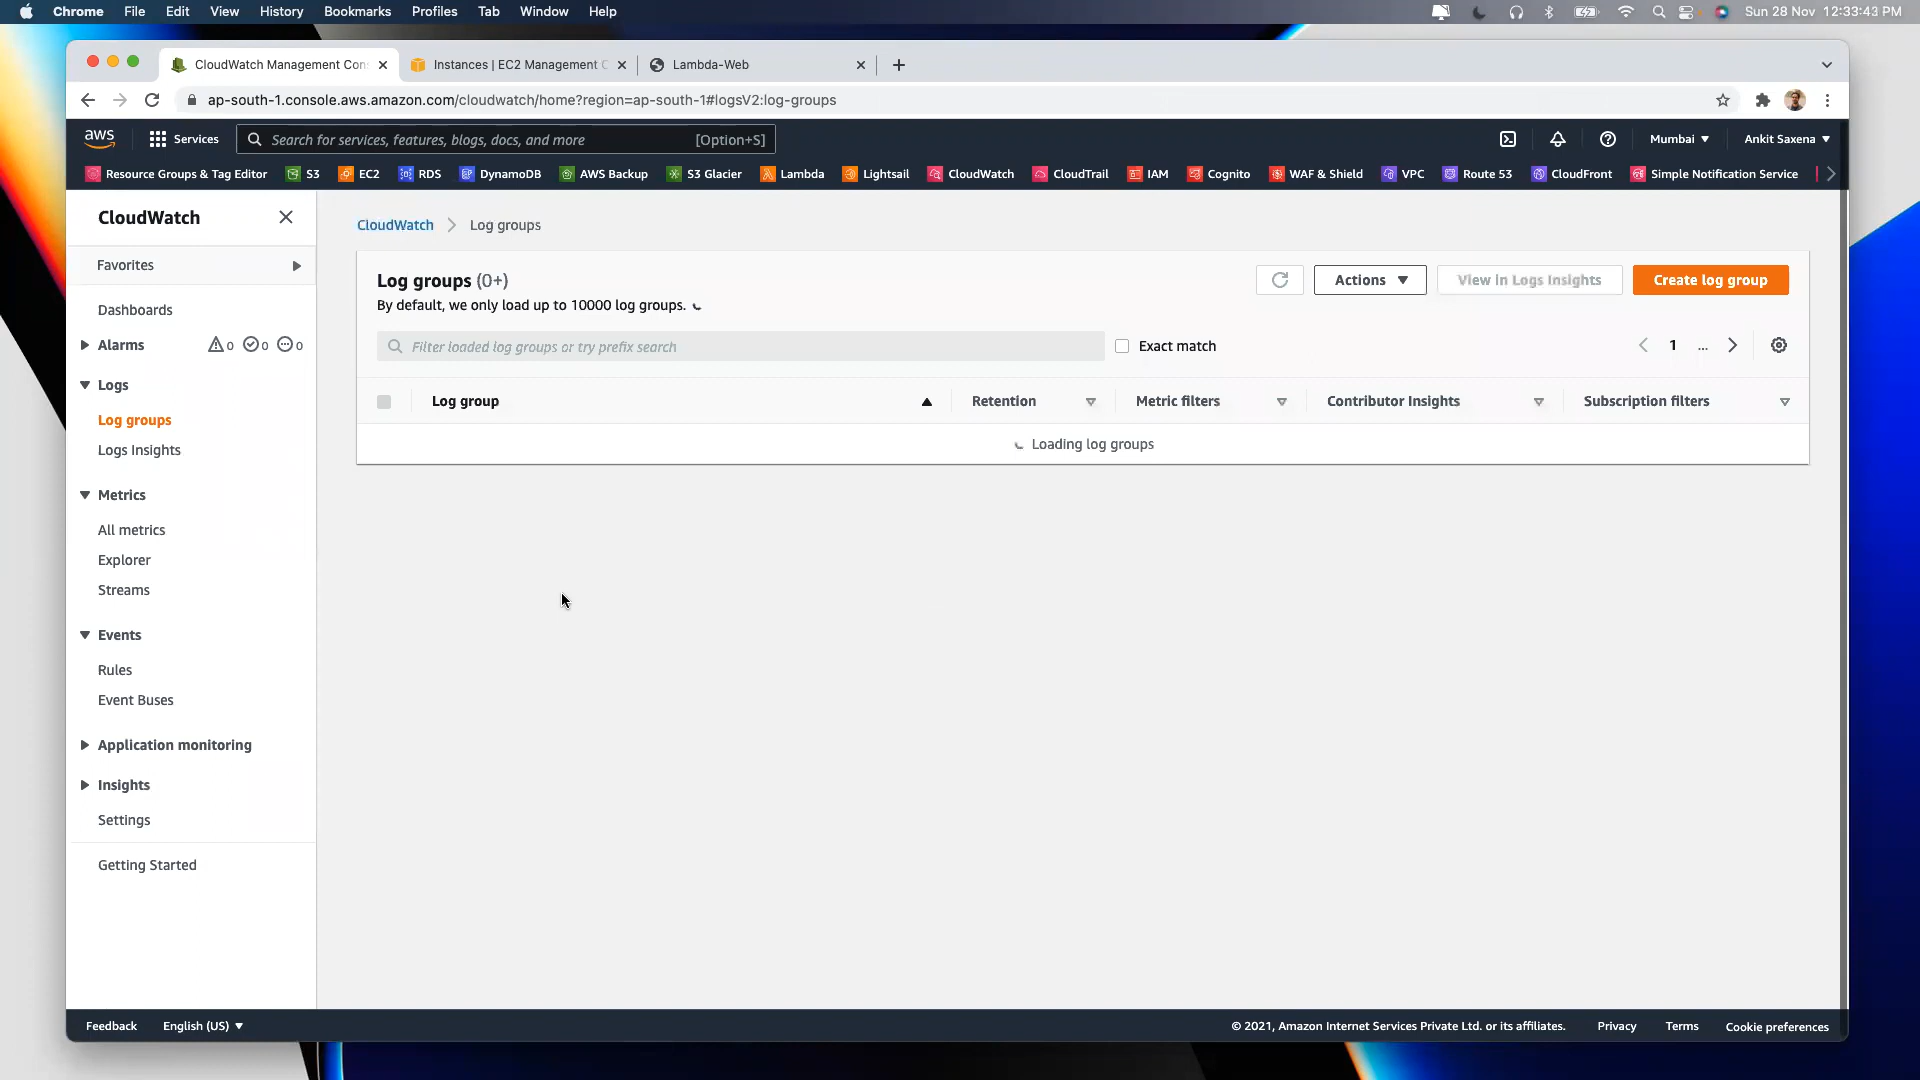 Chrome File Edit View History Bookmarks Profiles Tab Window Help Sun 28 Nov 12:33:43 PM
CloudWatch Management Con Instances | EC2 Management C Lambda-Web
ap-south-1.console.aws.amazon.com/cloudwatch/home?region=ap-south-1#logsV2:log-groups
aws Services Search for services, features, blogs, docs, and more [Option+S] Mumbai Ankit Saxena
Resource Groups & Tag Editor S3 EC2 RDS DynamoDB AWS Backup S3 Glacier Lambda Lightsail CloudWatch CloudTrail IAM Cognito WAF & Shield VPC Route 53 CloudFront Simple Notification Service
CloudWatch
Favorites
Dashboards
Alarms 0 0 0
Logs
Log groups
Logs Insights
Metrics
All metrics
Explorer
Streams
Events
Rules
Event Buses
Application monitoring
Insights
Settings
Getting Started
CloudWatch Log groups
Log groups (0+)
By default, we only load up to 10000 log groups.
Actions View in Logs Insights Create log group
Filter loaded log groups or try prefix search Exact match 1 ...
Log group Retention Metric filters Contributor Insights Subscription filters
Loading log groups
Feedback English (US) © 2021, Amazon Internet Services Private Ltd. or its affiliates. Privacy Terms Cookie preferences